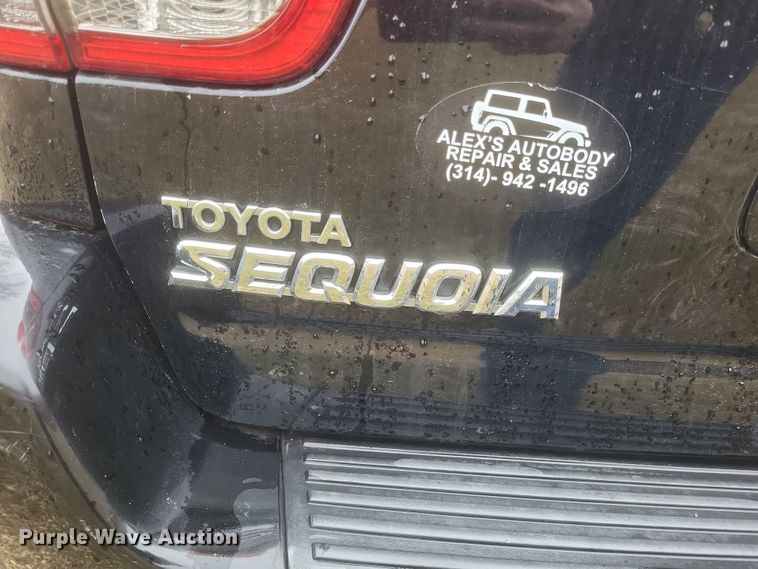 ALEX'S AUTOBODY
REPAIR & SALES
(314)- 942 -1496
TOYOTA
SEQUOIA
Purple Wave Auction